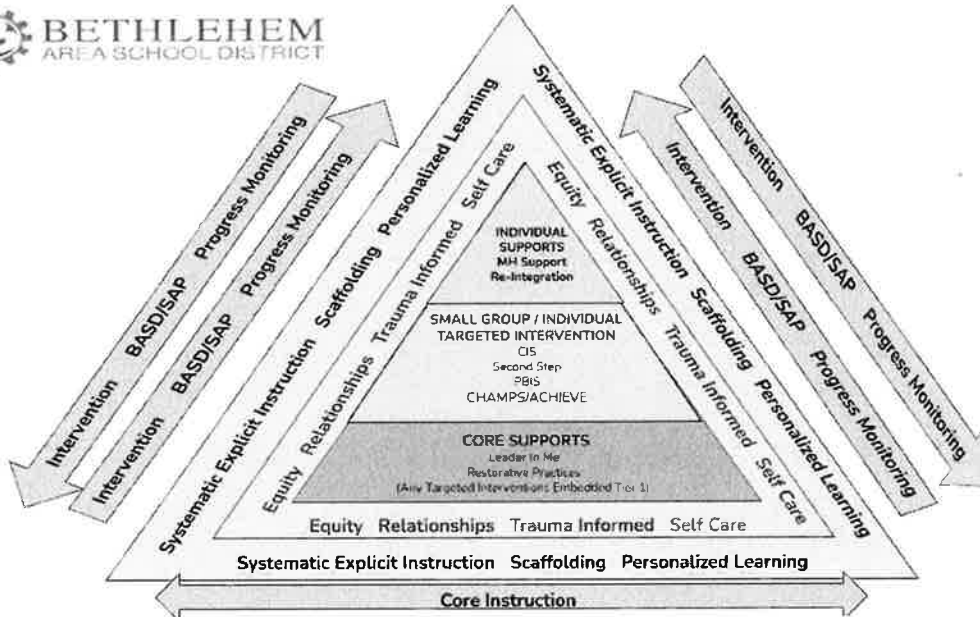 BETHLEHEM
AREA SCHOOL DISTRICT
Intervention BASD/SAP Progress Monitoring
Intervention BASD/SAP Progress Monitoring
Systematic Explicit Instruction Scaffolding Personalized Learning
Equity Relationships Trauma Informed Self Care
Systematic Explicit Instruction Scaffolding Personalized Learning
Equity Relationships Trauma Informed Self Care
Intervention BASD/SAP Progress Monitoring
Intervention BASD/SAP Progress Monitoring
INDIVIDUAL
SUPPORTS
MH Support
Re-Integration
SMALL GROUP / INDIVIDUAL
TARGETED INTERVENTION
CIS
Second Step
PBIS
CHAMPS/ACHIEVE
CORE SUPPORTS
Leader In Me
Restorative Practices
(Any Targeted Interventions Embedded Tier 1)
Equity Relationships Trauma Informed Self Care
Systematic Explicit Instruction Scaffolding Personalized Learning
Core Instruction